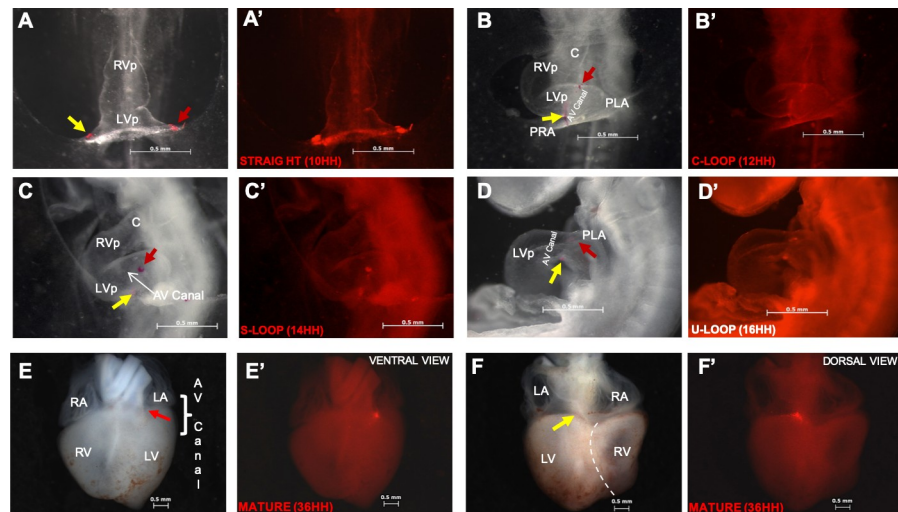 A
RVp
LVp
0.5 mm
A’
STRAIG HT (10HH)
0.5 mm
B
C
RVp
LVp
AV Canal
PLA
PRA
0.5 mm
B’
C-LOOP (12HH)
0.5 mm
C
C
RVp
LVp
AV Canal
0.5 mm
C’
S-LOOP (14HH)
0.5 mm
D
LVp
AV Canal
PLA
0.5 mm
D’
U-LOOP (16HH)
0.5 mm
E
RA
LA
RV
LV
AV Canal
0.5 mm
E’
VENTRAL VIEW
MATURE (36HH)
0.5 mm
F
LA
RA
LV
RV
0.5 mm
F’
DORSAL VIEW
MATURE (36HH)
0.5 mm